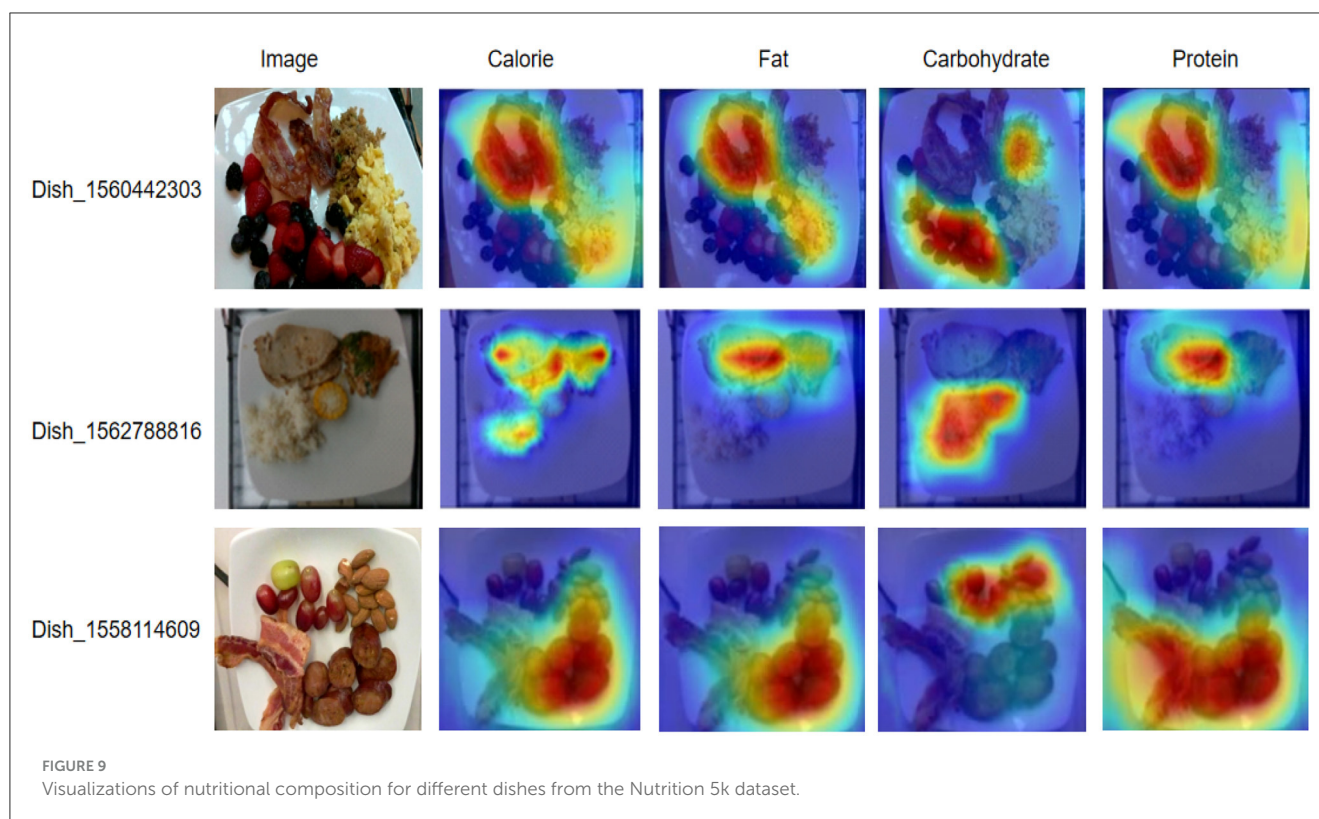 Image Calorie Fat Carbohydrate Protein
Dish_1560442303
Dish_1562788816
Dish_1558114609
FIGURE 9
Visualizations of nutritional composition for different dishes from the Nutrition 5k dataset.